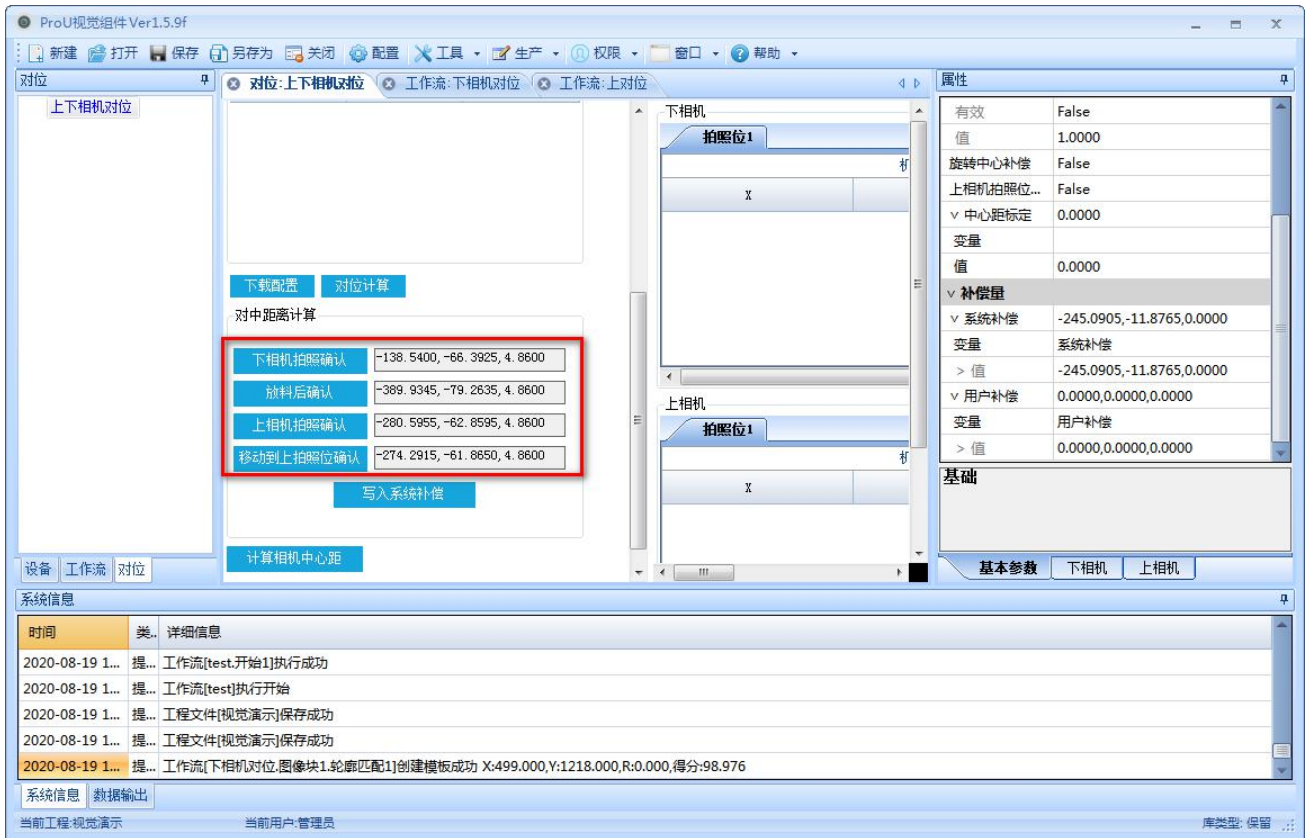 ProU视觉组件 Ver1.5.9f
新建 打开 保存 另存为 关闭 配置 工具 生产 权限 窗口 帮助
对位
上下相机对位
设备 工作流 对位
对位:上下相机对位 工作流:下相机对位 工作流:上对位
下载配置 对位计算
对中距离计算
下相机拍照确认 -138.5400,-66.3925,4.8600
放料后确认 -389.9345,-79.2635,4.8600
上相机拍照确认 -280.5955,-62.8595,4.8600
移动到上拍照位确认 -274.2915,-61.8650,4.8600
写入系统补偿
计算相机中心距
下相机
拍照位1
X
上相机
拍照位1
X
属性
有效 False
值 1.0000
旋转中心补偿 False
上相机拍照位... False
中心距标定 0.0000
变量
值 0.0000
补偿量
系统补偿 -245.0905,-11.8765,0.0000
变量 系统补偿
> 值 -245.0905,-11.8765,0.0000
用户补偿 0.0000,0.0000,0.0000
变量 用户补偿
> 值 0.0000,0.0000,0.0000
基础
基本参数 下相机 上相机
系统信息
时间 类.. 详细信息
2020-08-19 1... 提... 工作流[test.开始1]执行成功
2020-08-19 1... 提... 工作流[test]执行开始
2020-08-19 1... 提... 工程文件[视觉演示]保存成功
2020-08-19 1... 提... 工程文件[视觉演示]保存成功
2020-08-19 1... 提... 工作流[下相机对位.图像块1.轮廓匹配1]创建模板成功 X:499.000,Y:1218.000,R:0.000,得分:98.976
系统信息 数据输出
当前工程:视觉演示 当前用户:管理员 库类型: 保留